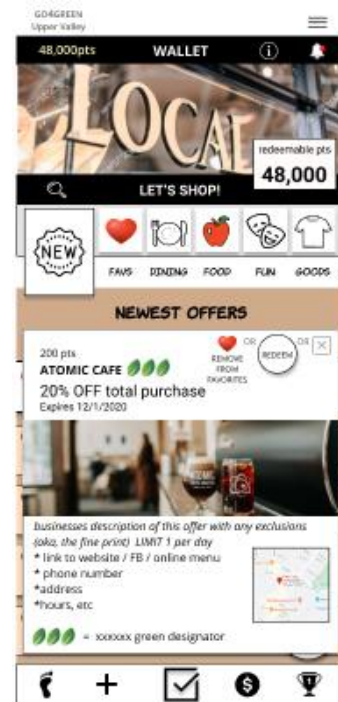 GO4GREEN
Upper Valley
48,000pts WALLET
LOCAL
redeemable pts
48,000
LET'S SHOP!
NEW
FAVS DINING FOOD FUN GOODS
NEWEST OFFERS
200 pts
ATOMIC CAFE
20% OFF total purchase
Expires 12/1/2020
REMOVE
FROM
FAVORITES
OR
REDEEM
OR
ATOMIC
businesses description of this offer with any exclusions
(aka, the fine print) LIMIT 1 per day
* link to website / FB / online menu
* phone number
*address
*hours, etc
= xxxxxx green designator